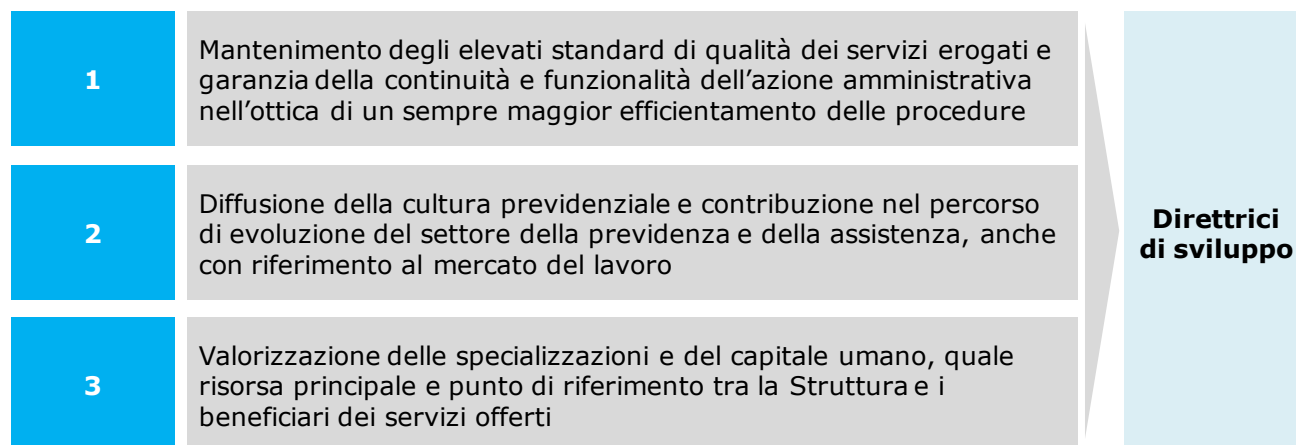 1
Mantenimento degli elevati standard di qualità dei servizi erogati e
garanzia della continuità e funzionalità dell’azione amministrativa
nell’ottica di un sempre maggior efficientamento delle procedure
2
Diffusione della cultura previdenziale e contribuzione nel percorso
di evoluzione del settore della previdenza e della assistenza, anche
con riferimento al mercato del lavoro
3
Valorizzazione delle specializzazioni e del capitale umano, quale
risorsa principale e punto di riferimento tra la Struttura e i
beneficiari dei servizi offerti
Direttrici
di sviluppo